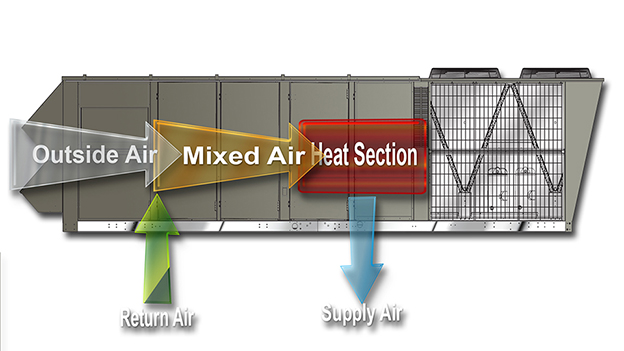 Outside Air
Mixed Air
Heat Section
Return Air
Supply Air